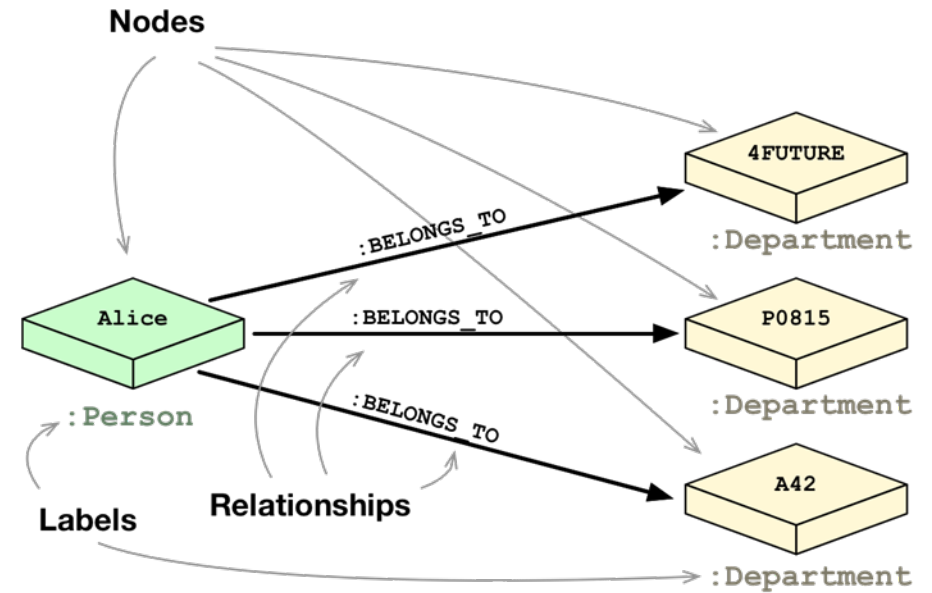 Nodes
4FUTURE
:BELONGS_TO
:Department
Alice
:BELONGS_TO
P0815
:Person
:BELONGS_TO
:Department
Labels
Relationships
A42
:Department